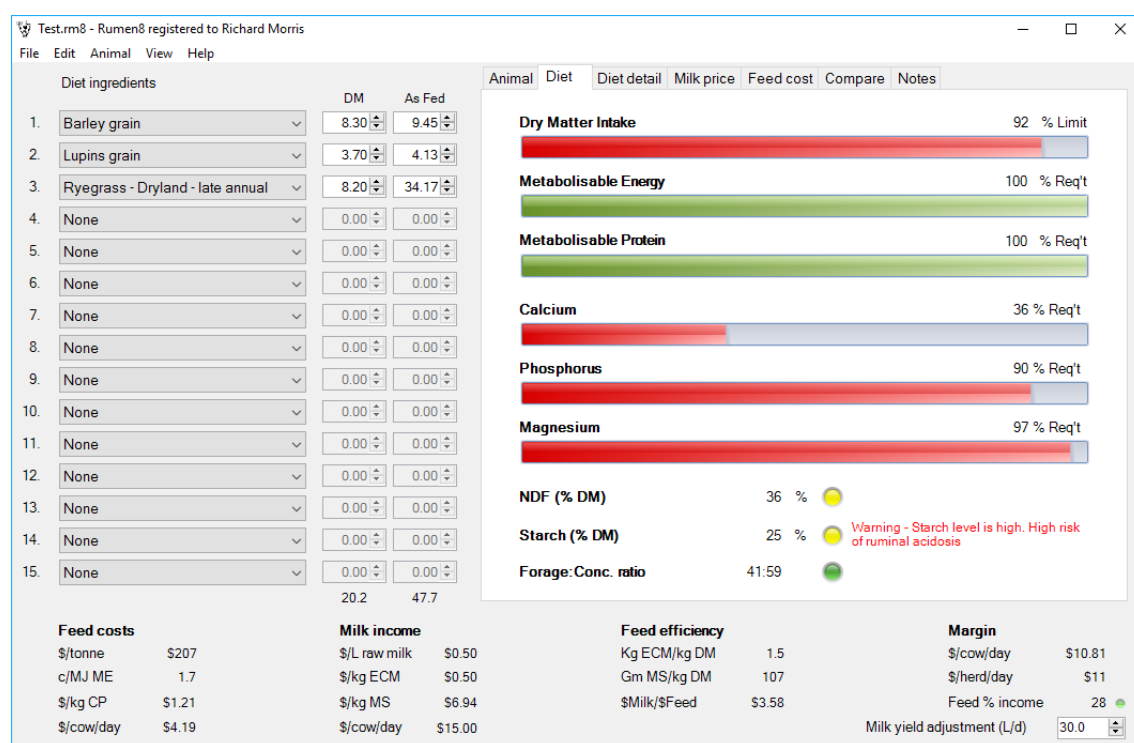 Test.rm8 - Rumen8 registered to Richard Morris
File Edit Animal View Help
Diet ingredients
DM As Fed
1. Barley grain 8.30 9.45
2. Lupins grain 3.70 4.13
3. Ryegrass - Dryland - late annual 8.20 34.17
4. None 0.00 0.00
5. None 0.00 0.00
6. None 0.00 0.00
7. None 0.00 0.00
8. None 0.00 0.00
9. None 0.00 0.00
10. None 0.00 0.00
11. None 0.00 0.00
12. None 0.00 0.00
13. None 0.00 0.00
14. None 0.00 0.00
15. None 0.00 0.00
20.2 47.7
Animal Diet Diet detail Milk price Feed cost Compare Notes
Dry Matter Intake 92 % Limit
Metabolisable Energy 100 % Req't
Metabolisable Protein 100 % Req't
Calcium 36 % Req't
Phosphorus 90 % Req't
Magnesium 97 % Req't
NDF (% DM) 36 %
Starch (% DM) 25 % Warning - Starch level is high. High risk
of ruminal acidosis
Forage:Conc. ratio 41:59
Feed costs Milk income Feed efficiency Margin
$/tonne $207 $/L raw milk $0.50 Kg ECM/kg DM 1.5 $/cow/day $10.81
c/MJ ME 1.7 $/kg ECM $0.50 Gm MS/kg DM 107 $/herd/day $11
$/kg CP $1.21 $/kg MS $6.94 $Milk/$Feed $3.58 Feed % income 28
$/cow/day $4.19 $/cow/day $15.00 Milk yield adjustment (L/d) 30.0